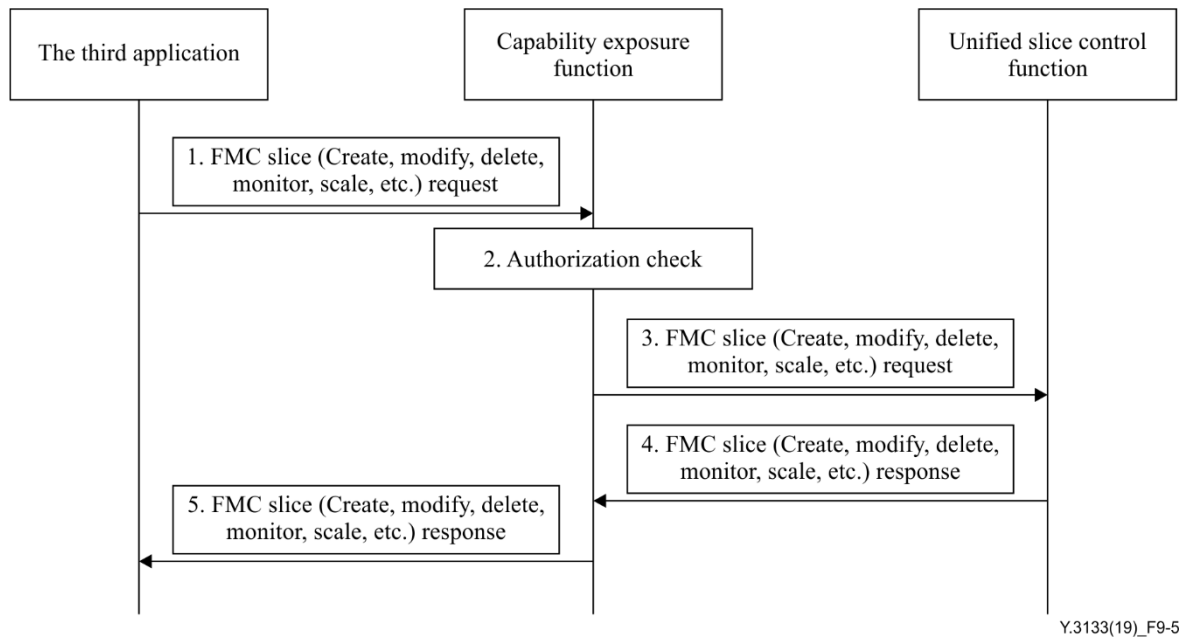 The third application
Capability exposure
function
Unified slice control
function
1. FMC slice (Create, modify, delete,
monitor, scale, etc.) request
2. Authorization check
3. FMC slice (Create, modify, delete,
monitor, scale, etc.) request
4. FMC slice (Create, modify, delete,
monitor, scale, etc.) response
5. FMC slice (Create, modify, delete,
monitor, scale, etc.) response
Y.3133(19)_F9-5